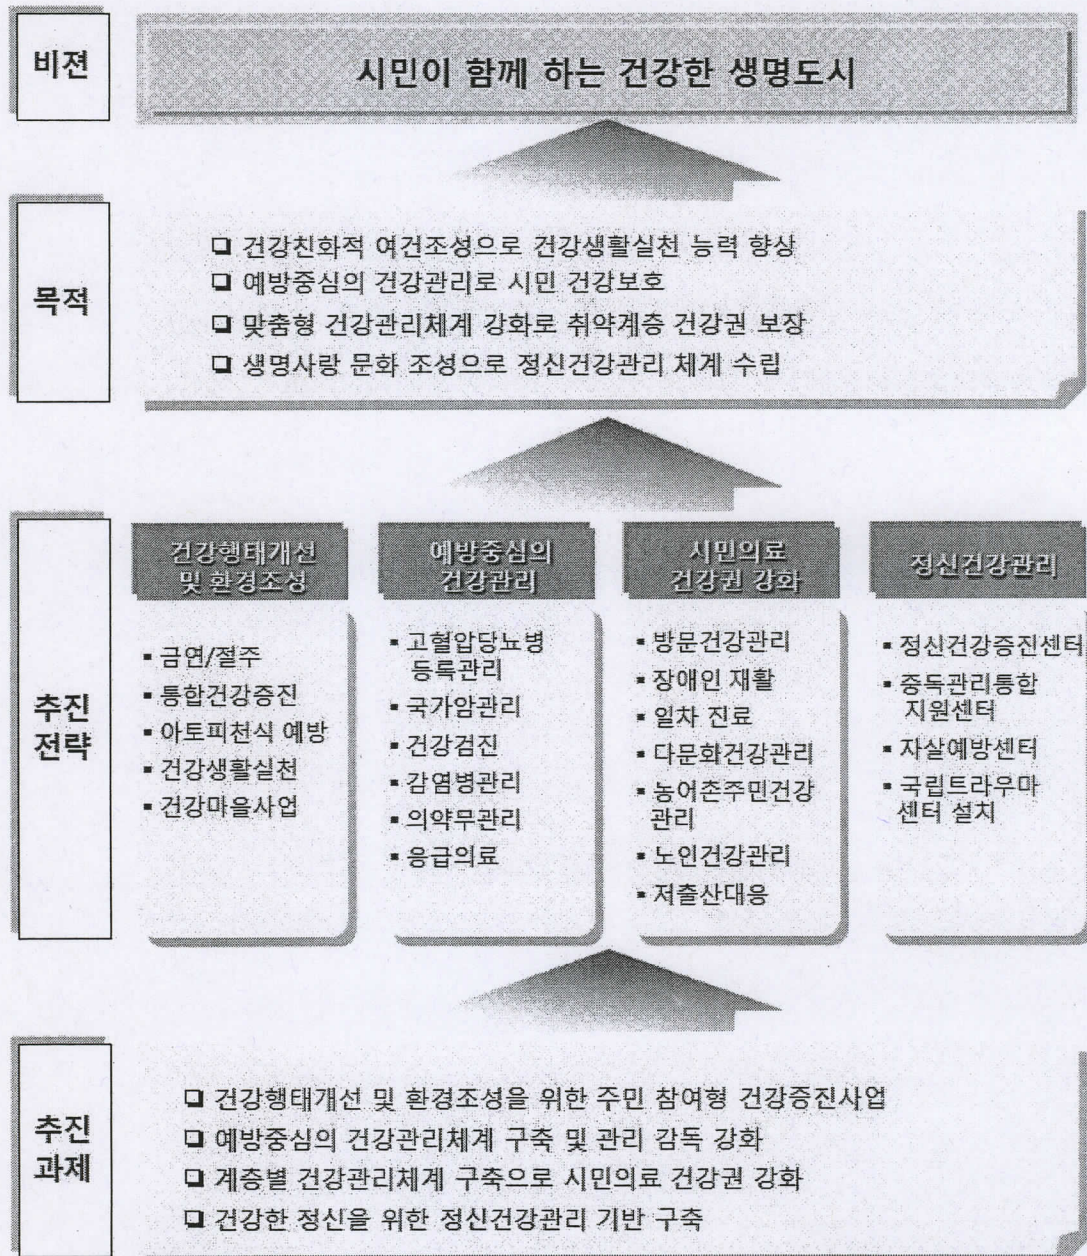 비젼
시민이 함께 하는 건강한 생명도시
목적
❑ 건강친화적 여건조성으로 건강생활실천 능력 향상
❑ 예방중심의 건강관리로 시민 건강보호
❑ 맞춤형 건강관리체계 강화로 취약계층 건강권 보장
❑ 생명사랑 문화 조성으로 정신건강관리 체계 수립
추진
전략
건강행태개선
및 환경조성
▪ 금연/절주
▪ 통합건강증진
▪ 아토피천식 예방
▪ 건강생활실천
▪ 건강마을사업
예방중심의
건강관리
▪ 고혈압당뇨병
등록관리
▪ 국가암관리
▪ 건강검진
▪ 감염병관리
▪ 의약무관리
▪ 응급의료
시민의료
건강권 강화
▪ 방문건강관리
▪ 장애인 재활
▪ 일차 진료
▪ 다문화건강관리
▪ 농어촌주민건강
관리
▪ 노인건강관리
▪ 저출산대응
정신건강관리
▪ 정신건강증진센터
▪ 중독관리통합
지원센터
▪ 자살예방센터
▪ 국립트라우마
센터 설치
추진
과제
❑ 건강행태개선 및 환경조성을 위한 주민 참여형 건강증진사업
❑ 예방중심의 건강관리체계 구축 및 관리 감독 강화
❑ 계층별 건강관리체계 구축으로 시민의료 건강권 강화
❑ 건강한 정신을 위한 정신건강관리 기반 구축